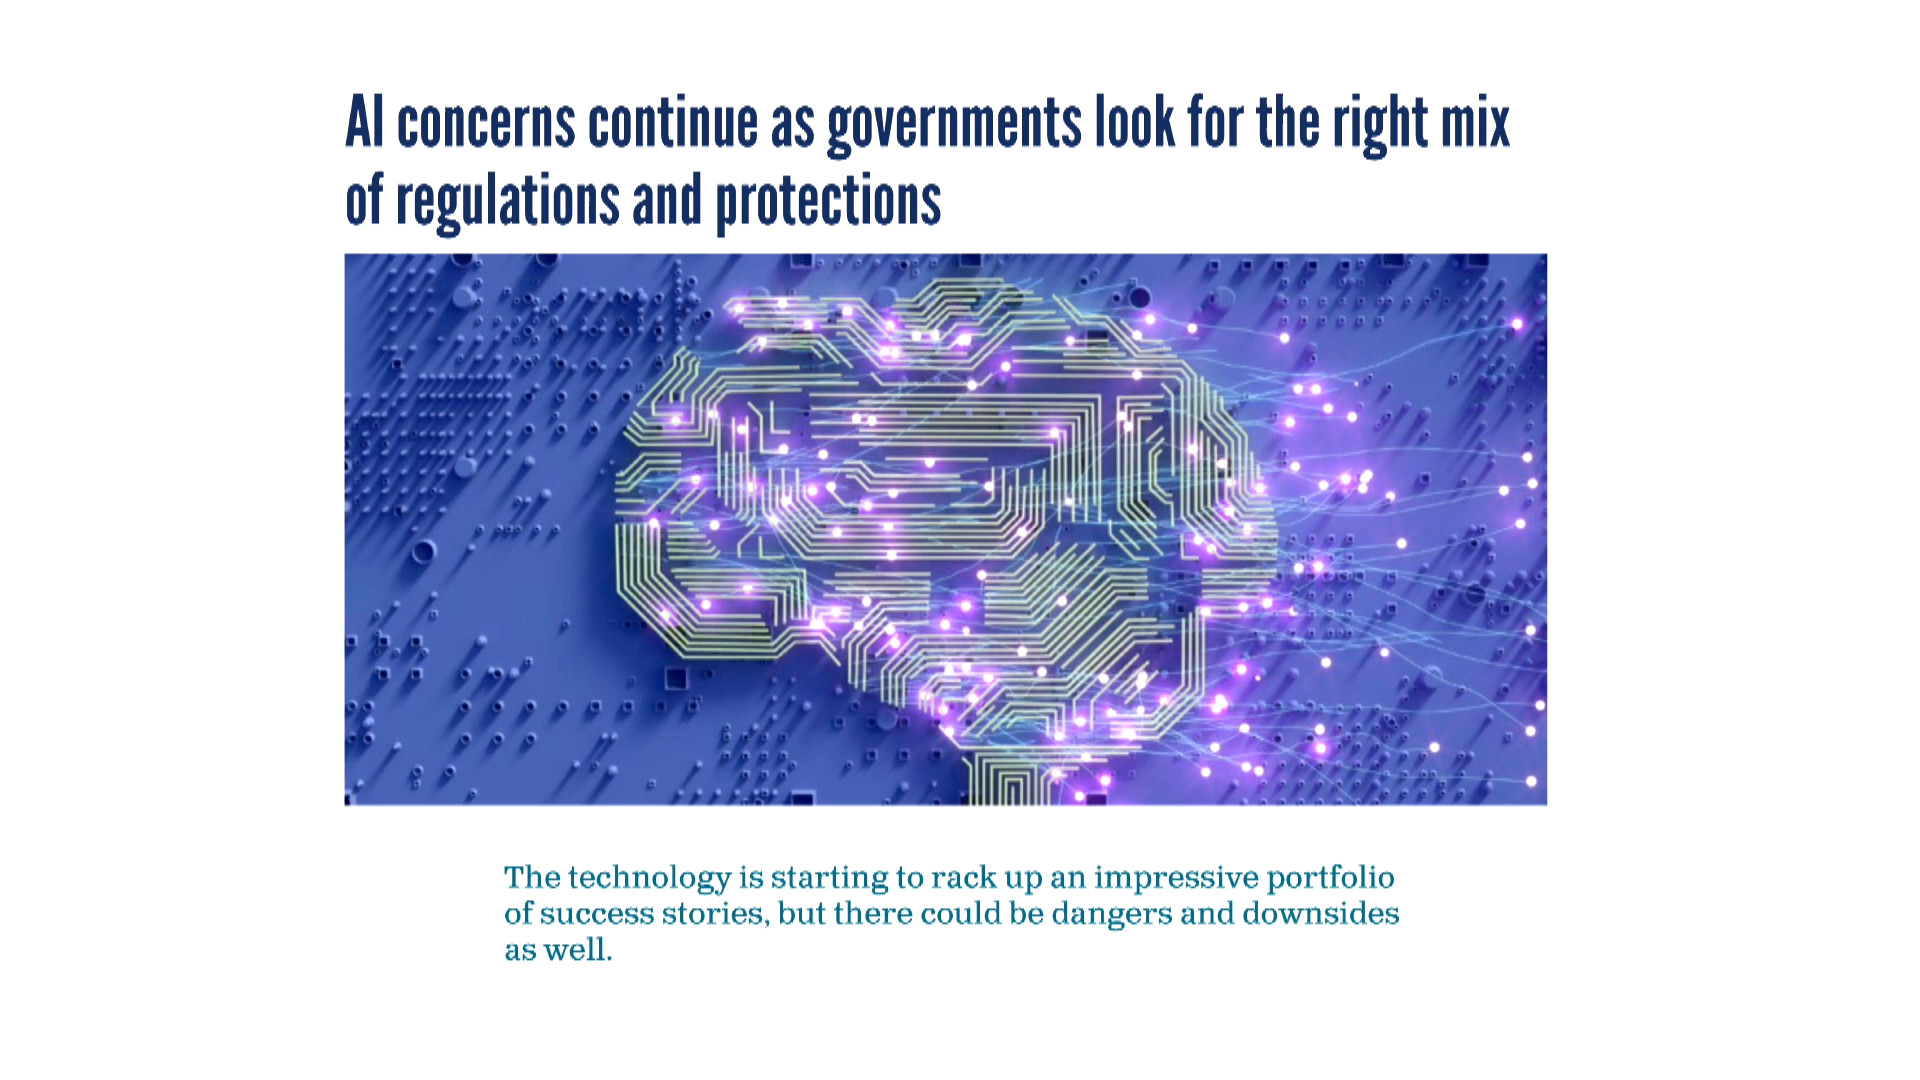 AI concerns continue as governments look for the right mix
of regulations and protections
The technology is starting to rack up an impressive portfolio
of success stories, but there could be dangers and downsides
as well.